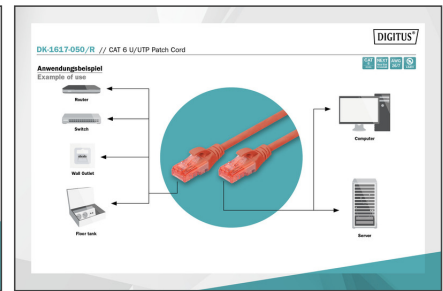 DIGITUS®
DK-1617-050/R // CAT 6 U/UTP Patch Cord
Anwendungsbeispiel
Example of use
Router
Switch
Wall Outlet
Floor tank
Computer
Server